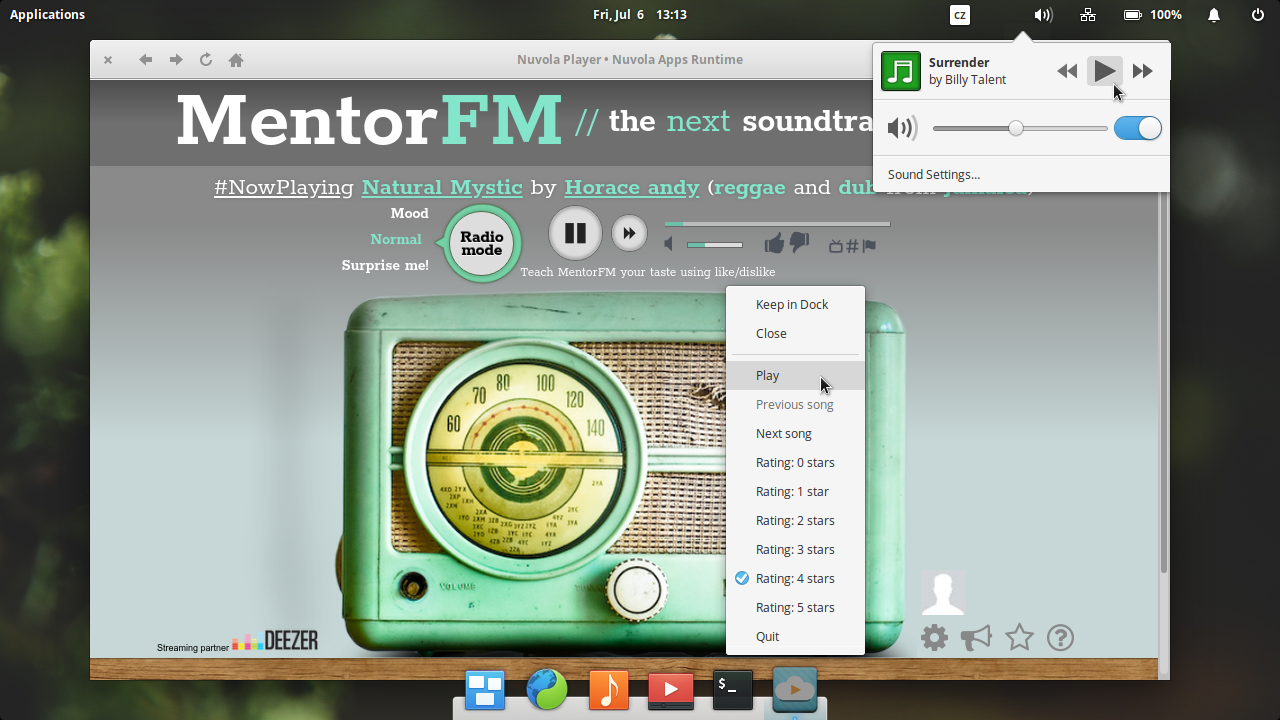 Applications
Fri, Jul 6 13:13
cz
100%
Nuvola Player • Nuvola Apps Runtime
Surrender
by Billy Talent
Sound Settings...
MentorFM // the next soundtra
#NowPlaying Natural Mystic by Horace andy (reggae and dub from jamaica)
Mood
Normal
Surprise me!
Radio
mode
Teach MentorFM your taste using like/dislike
Keep in Dock
Close
Play
Previous song
Next song
Rating: 0 stars
Rating: 1 star
Rating: 2 stars
Rating: 3 stars
Rating: 4 stars
Rating: 5 stars
Quit
60
70
80
100
120
140
VOLUME
Streaming partner DEEZER